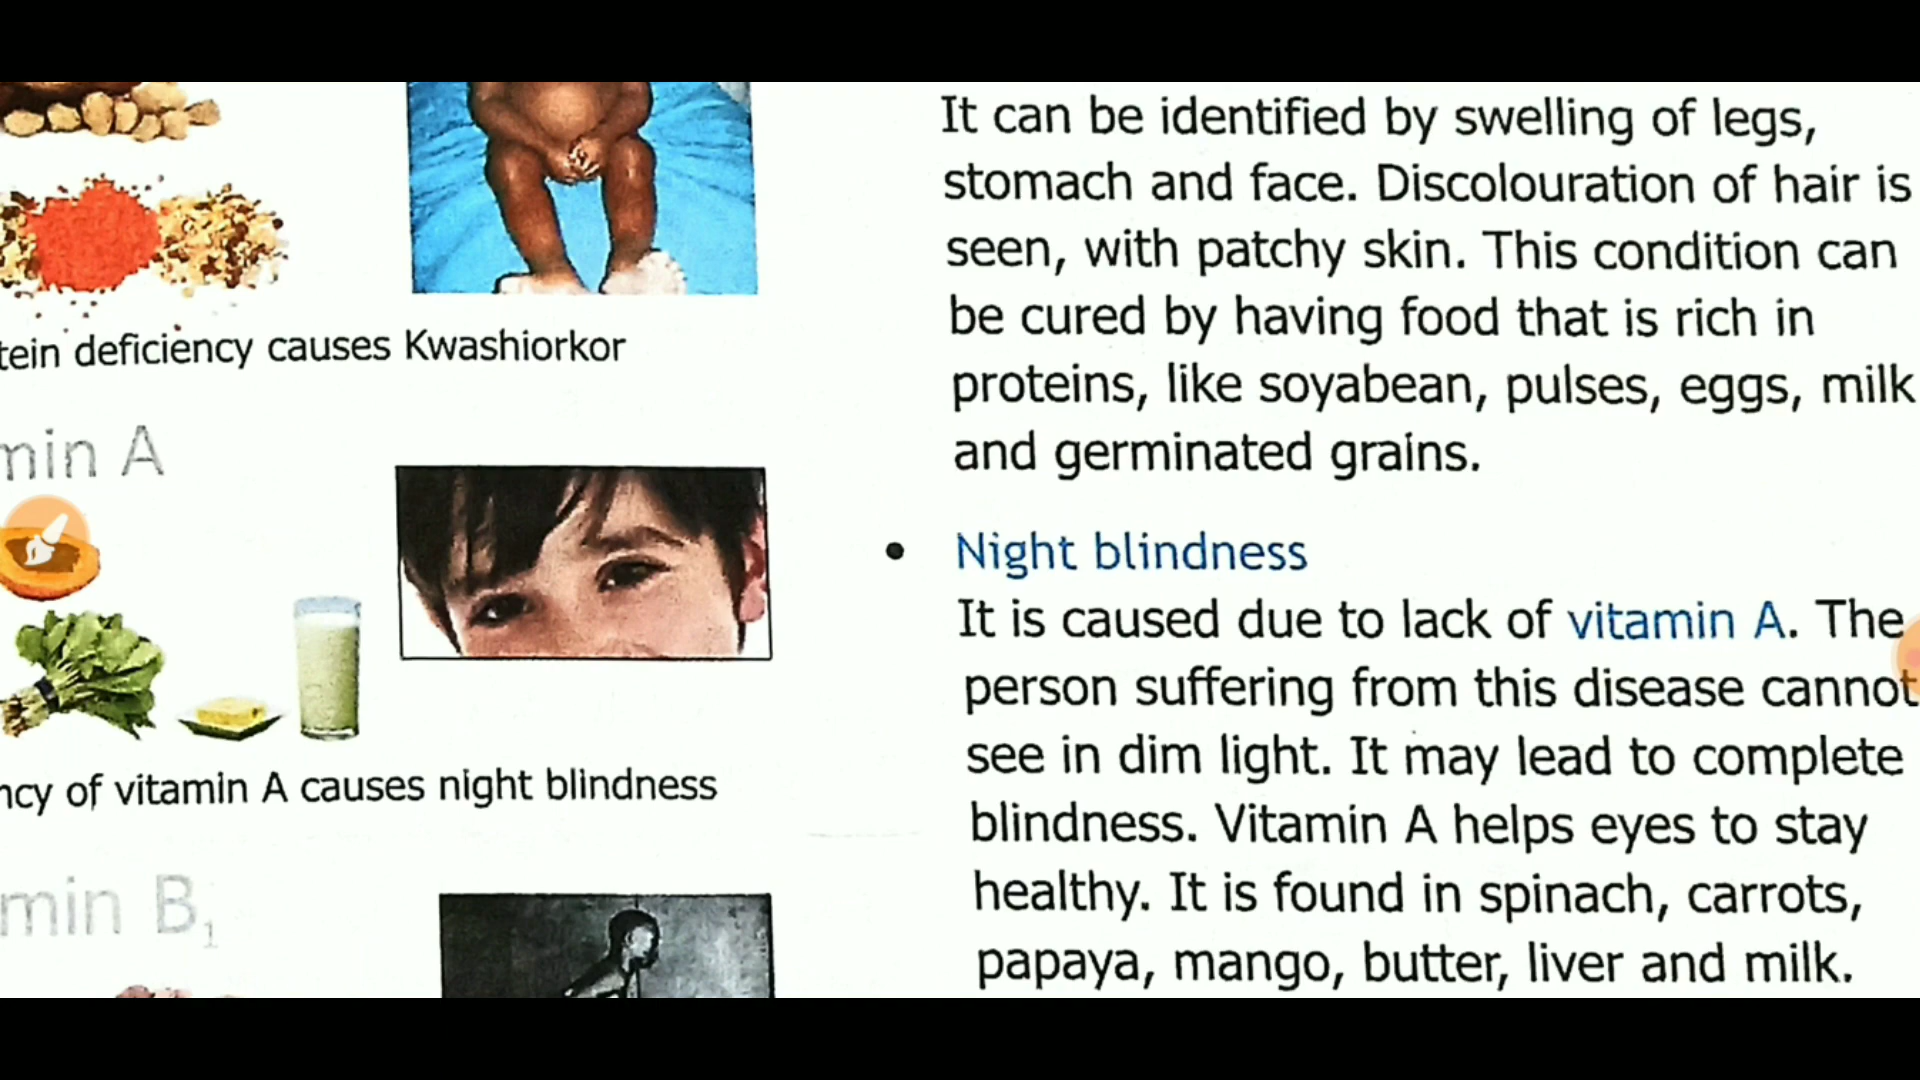 It can be identified by swelling of legs,
stomach and face. Discolouration of hair is
seen, with patchy skin. This condition can
be cured by having food that is rich in
proteins, like soyabean, pulses, eggs, milk
and germinated grains.
• Night blindness
It is caused due to lack of vitamin A. The
person suffering from this disease cannot
see in dim light. It may lead to complete
blindness. Vitamin A helps eyes to stay
healthy. It is found in spinach, carrots,
papaya, mango, butter, liver and milk.
tein deficiency causes Kwashiorkor
min A
ncy of vitamin A causes night blindness
min B₁